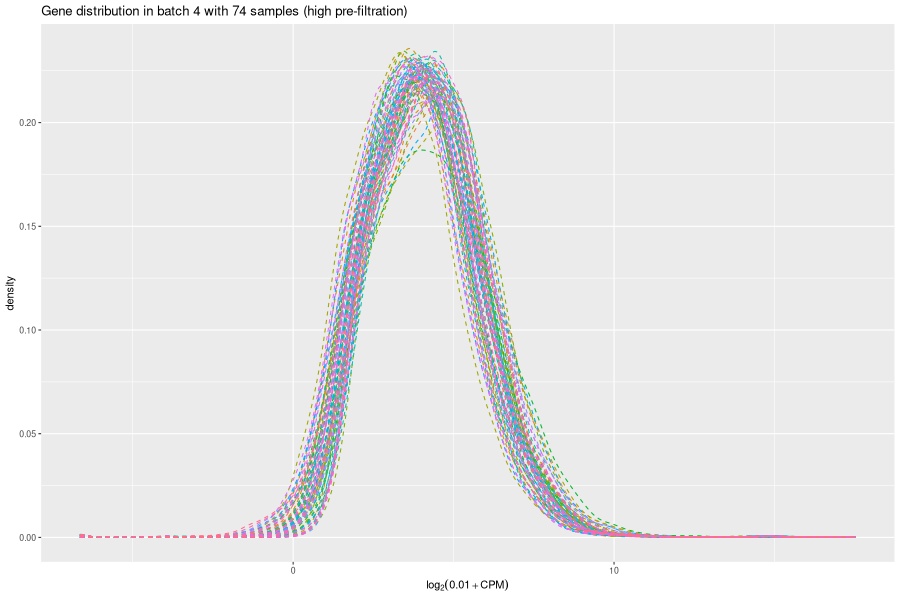 Gene distribution in batch 4 with 74 samples (high pre-filtration)
density
0.20
0.15
0.10
0.05
0.00
0
10
log₂(0.01 + CPM)